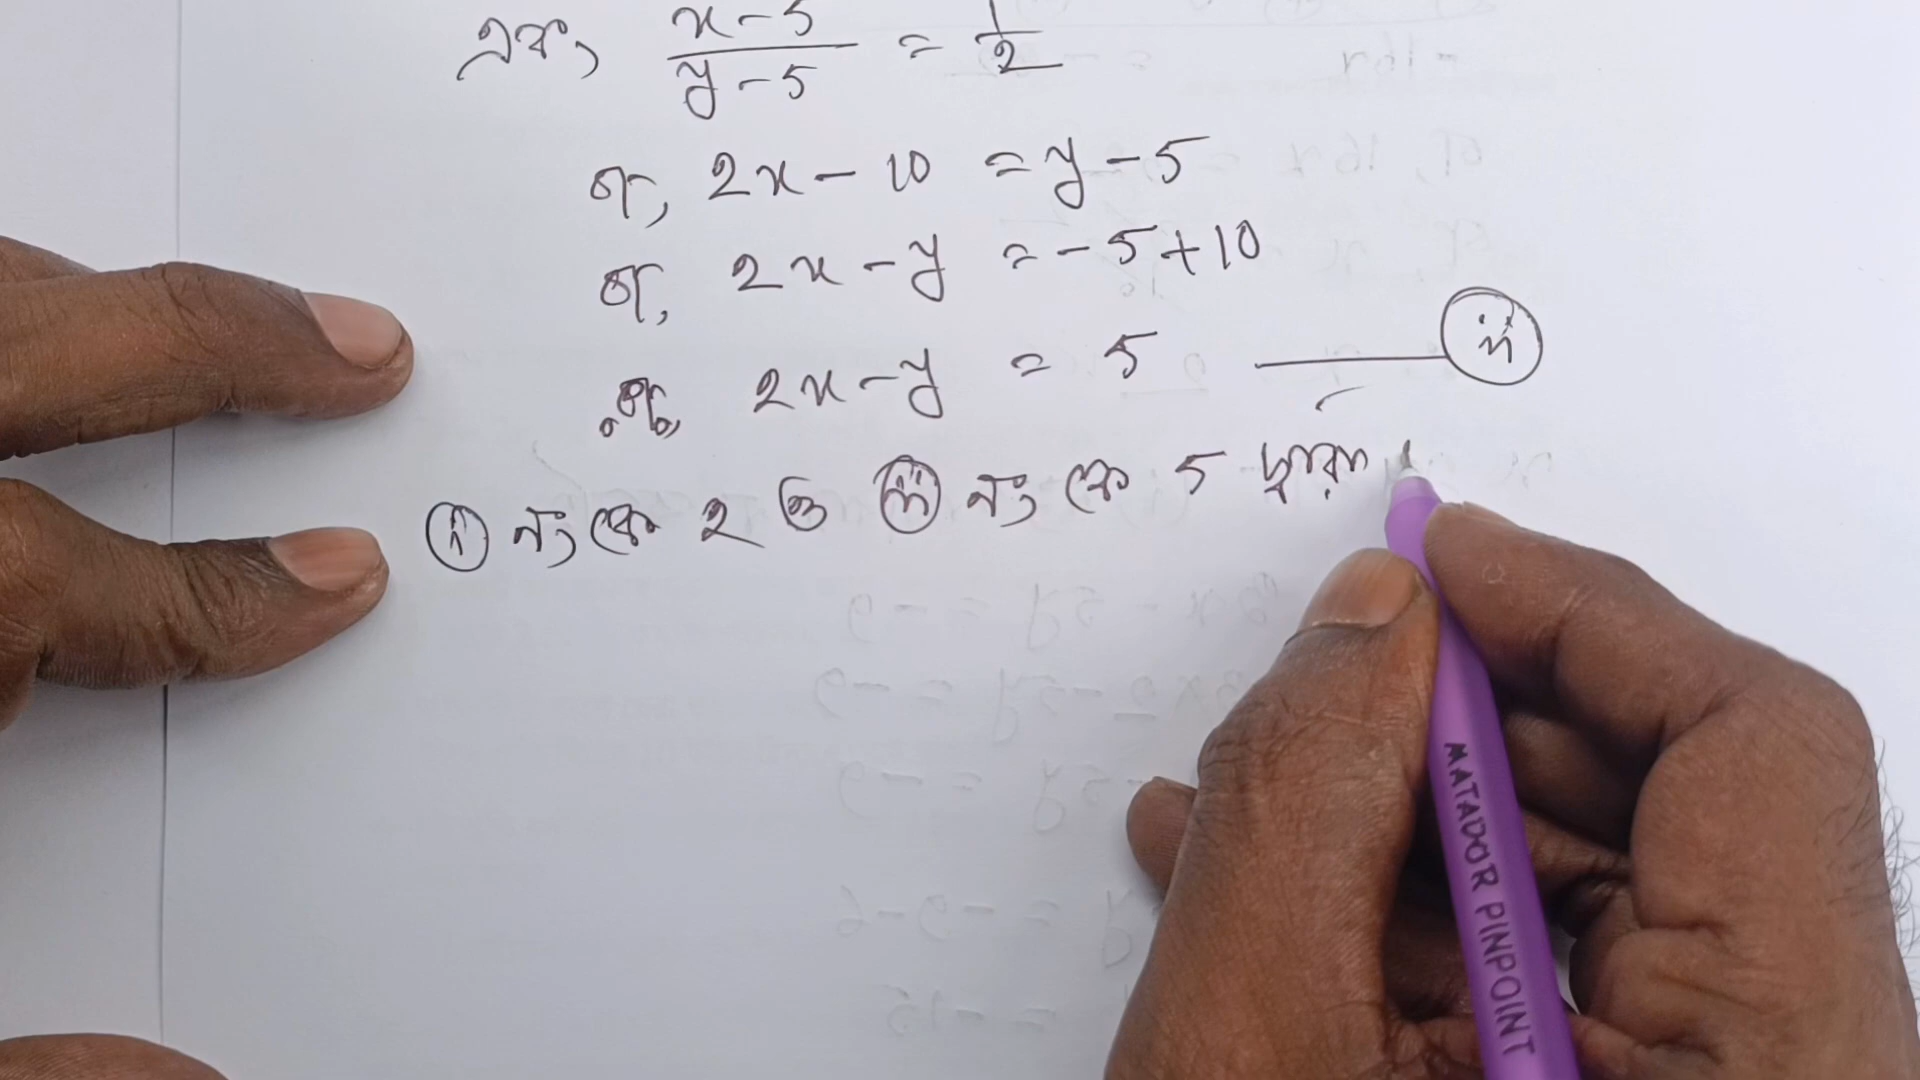 এবং x-5/y-5 = 1/2
বা, 2x - 10 = y - 5
বা, 2x - y = - 5 + 10
∴ 2x - y = 5 ——— (ii)
(i) নং কে 2 ও (ii) নং কে 5 দ্বারা
MATADOR PINPOINT